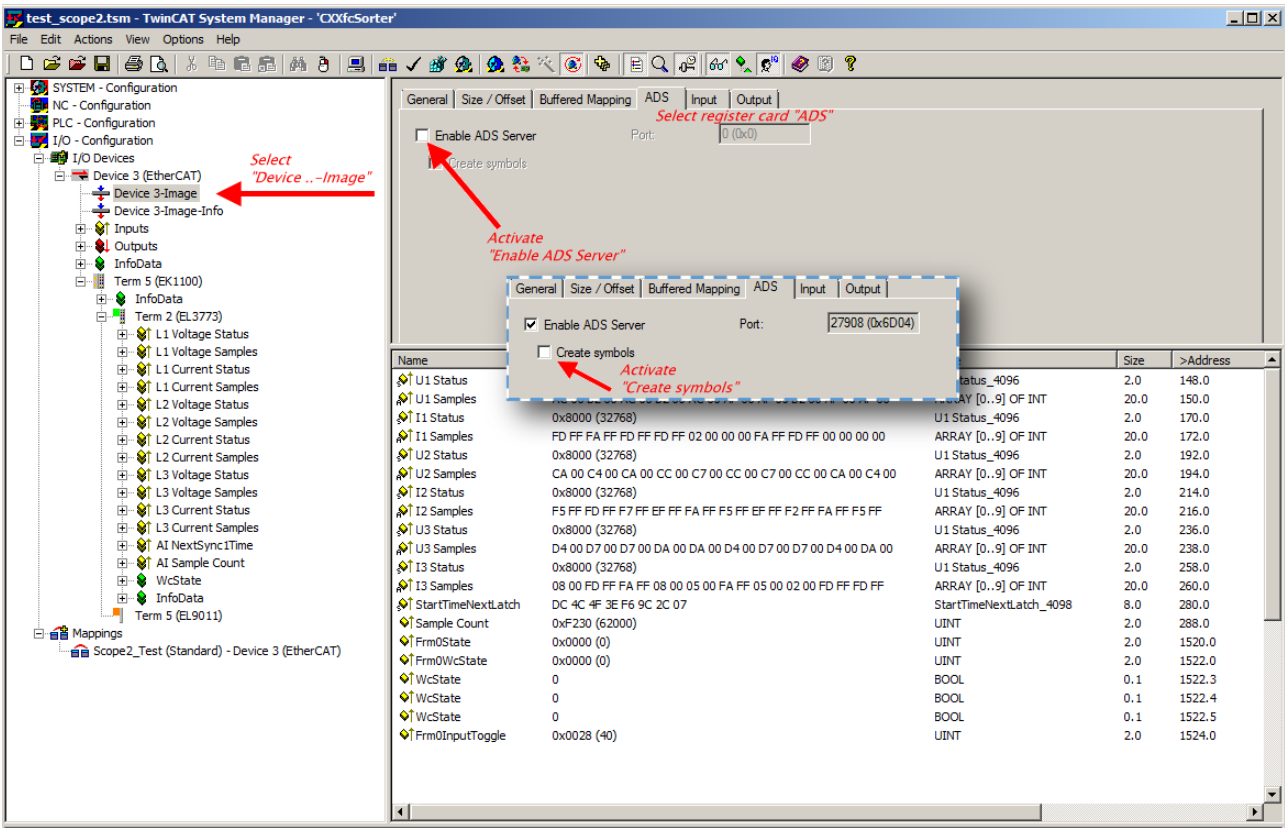 test_scope2.tsm - TwinCAT System Manager - 'CXXfcSorter'
File Edit Actions View Options Help
SYSTEM - Configuration
NC - Configuration
PLC - Configuration
I/O - Configuration
I/O Devices
Device 3 (EtherCAT)
Device 3-Image
Device 3-Image-Info
Inputs
Outputs
InfoData
Term 5 (EK1100)
InfoData
Term 2 (EL3773)
L1 Voltage Status
L1 Voltage Samples
L1 Current Status
L1 Current Samples
L2 Voltage Status
L2 Voltage Samples
L2 Current Status
L2 Current Samples
L3 Voltage Status
L3 Voltage Samples
L3 Current Status
L3 Current Samples
AI NextSync1Time
AI Sample Count
WcState
InfoData
Term 5 (EL9011)
Mappings
Scope2_Test (Standard) - Device 3 (EtherCAT)
Select
"Device ..-Image"
General Size / Offset Buffered Mapping ADS Input Output
Select register card "ADS"
Enable ADS Server Port: 0 (0x0)
Create symbols
Activate
"Enable ADS Server"
General Size / Offset Buffered Mapping ADS Input Output
Enable ADS Server Port: 27908 (0x6D04)
Create symbols
Activate
"Create symbols"
Name Size >Address
U1 Status tatus_4096 2.0 148.0
U1 Samples ARRAY [0..9] OF INT 20.0 150.0
I1 Status 0x8000 (32768) U1 Status_4096 2.0 170.0
I1 Samples FD FF FA FF FD FF FD FF 02 00 00 00 FA FF FD FF 00 00 00 00 ARRAY [0..9] OF INT 20.0 172.0
U2 Status 0x8000 (32768) U1 Status_4096 2.0 192.0
U2 Samples CA 00 C4 00 CA 00 CC 00 C7 00 CC 00 C7 00 CC 00 CA 00 C4 00 ARRAY [0..9] OF INT 20.0 194.0
I2 Status 0x8000 (32768) U1 Status_4096 2.0 214.0
I2 Samples F5 FF FD FF F7 FF EF FF FA FF F5 FF EF FF F2 FF FA FF F5 FF ARRAY [0..9] OF INT 20.0 216.0
U3 Status 0x8000 (32768) U1 Status_4096 2.0 236.0
U3 Samples D4 00 D7 00 D7 00 DA 00 DA 00 D4 00 D7 00 D7 00 D4 00 DA 00 ARRAY [0..9] OF INT 20.0 238.0
I3 Status 0x8000 (32768) U1 Status_4096 2.0 258.0
I3 Samples 08 00 FD FF FA FF 08 00 05 00 FA FF 05 00 02 00 FD FF FD FF ARRAY [0..9] OF INT 20.0 260.0
StartTimeNextLatch DC 4C 4F 3E F6 9C 2C 07 StartTimeNextLatch_4098 8.0 280.0
Sample Count 0xF230 (62000) UINT 2.0 288.0
Frm0State 0x0000 (0) UINT 2.0 1520.0
Frm0WcState 0x0000 (0) UINT 2.0 1522.0
WcState 0 BOOL 0.1 1522.3
WcState 0 BOOL 0.1 1522.4
WcState 0 BOOL 0.1 1522.5
Frm0InputToggle 0x0028 (40) UINT 2.0 1524.0